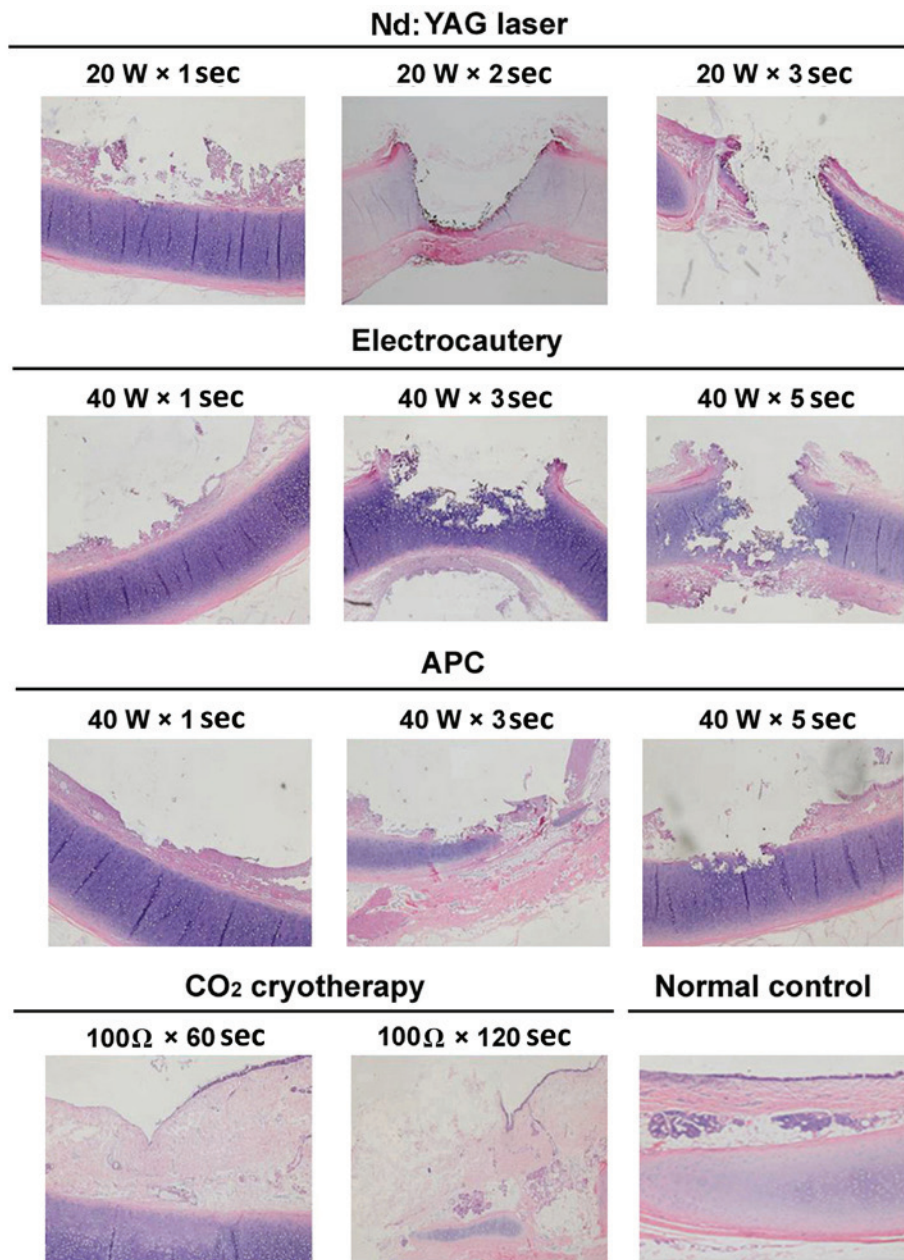 Nd: YAG laser
20 W × 1 sec 20 W × 2 sec 20 W × 3 sec
Electrocautery
40 W × 1 sec 40 W × 3 sec 40 W × 5 sec
APC
40 W × 1 sec 40 W × 3 sec 40 W × 5 sec
CO₂ cryotherapy Normal control
100Ω × 60 sec 100Ω × 120 sec